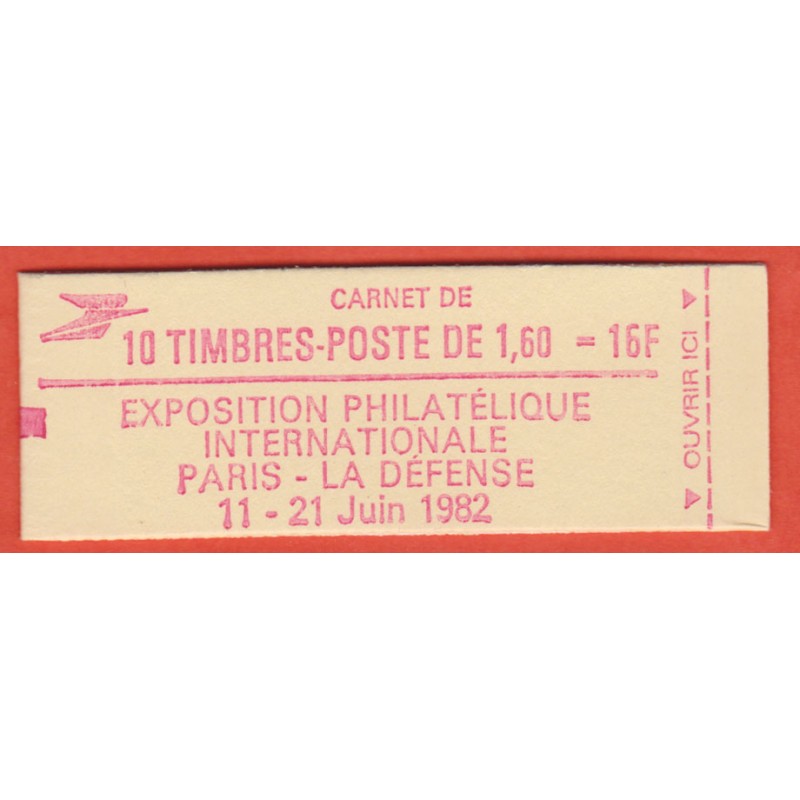 CARNET DE
10 TIMBRES-POSTE DE 1,60 = 16F
EXPOSITION PHILATÉLIQUE
INTERNATIONALE
PARIS - LA DÉFENSE
11 - 21 Juin 1982
OUVRIR ICI